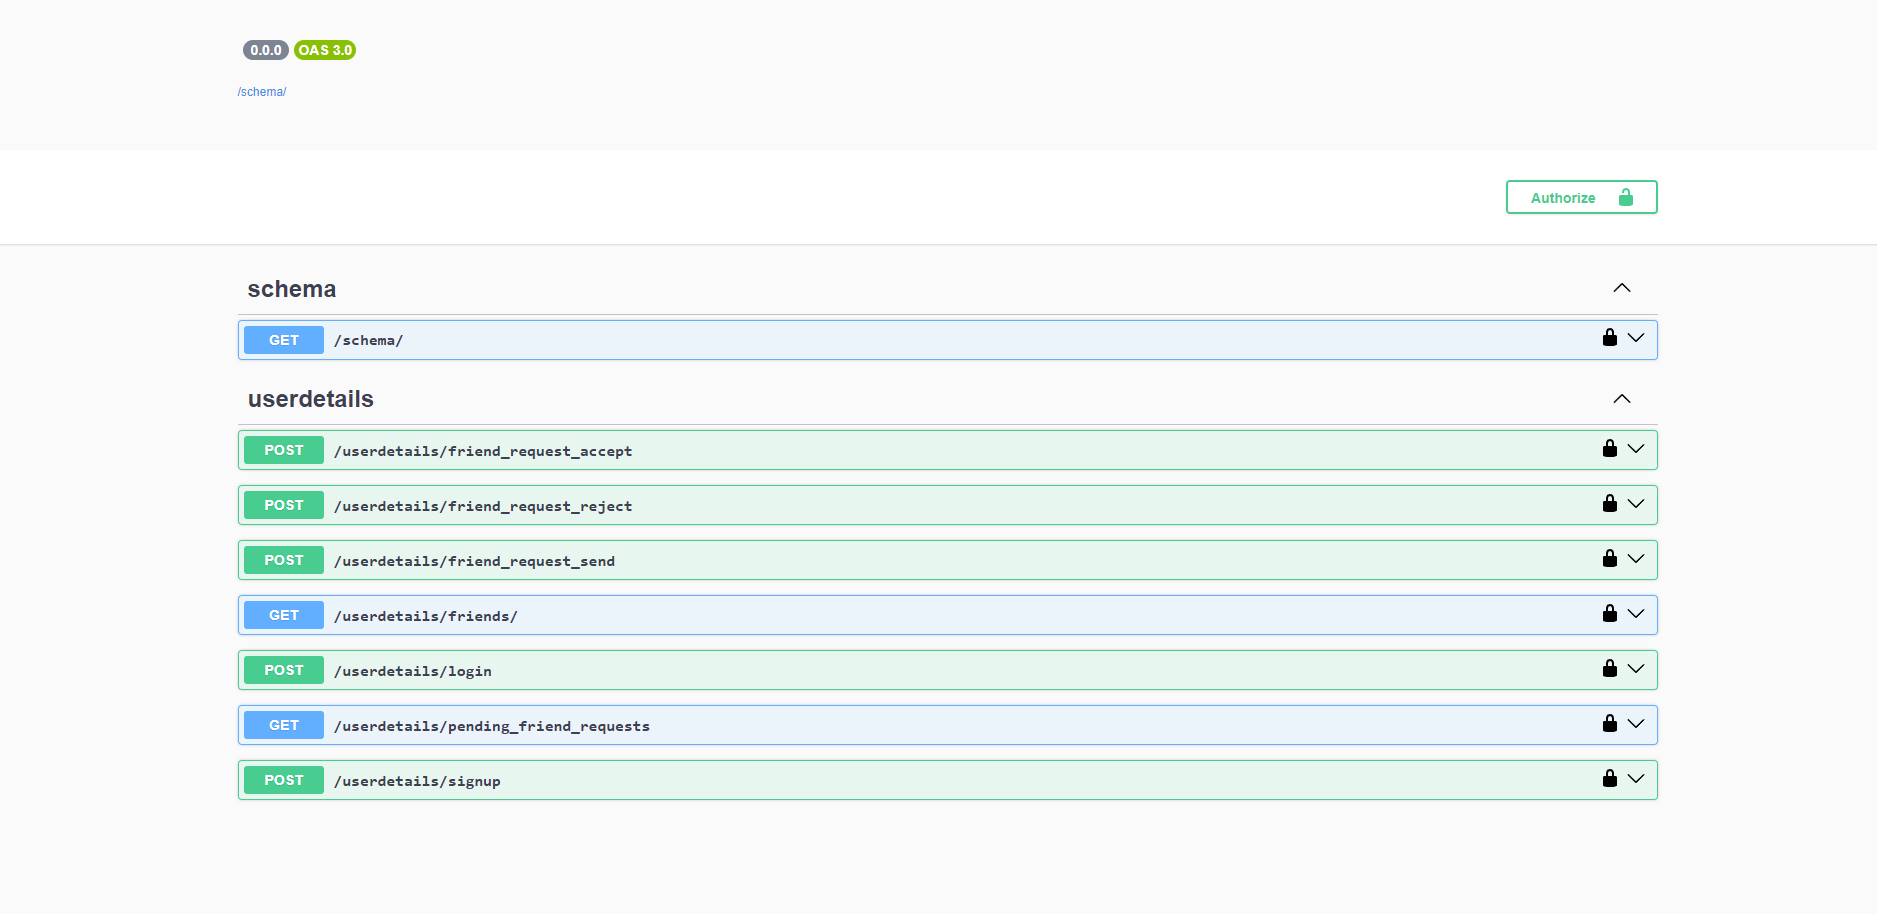 0.0.0 OAS 3.0
/schema/
Authorize
schema
GET /schema/
userdetails
POST /userdetails/friend_request_accept
POST /userdetails/friend_request_reject
POST /userdetails/friend_request_send
GET /userdetails/friends/
POST /userdetails/login
GET /userdetails/pending_friend_requests
POST /userdetails/signup